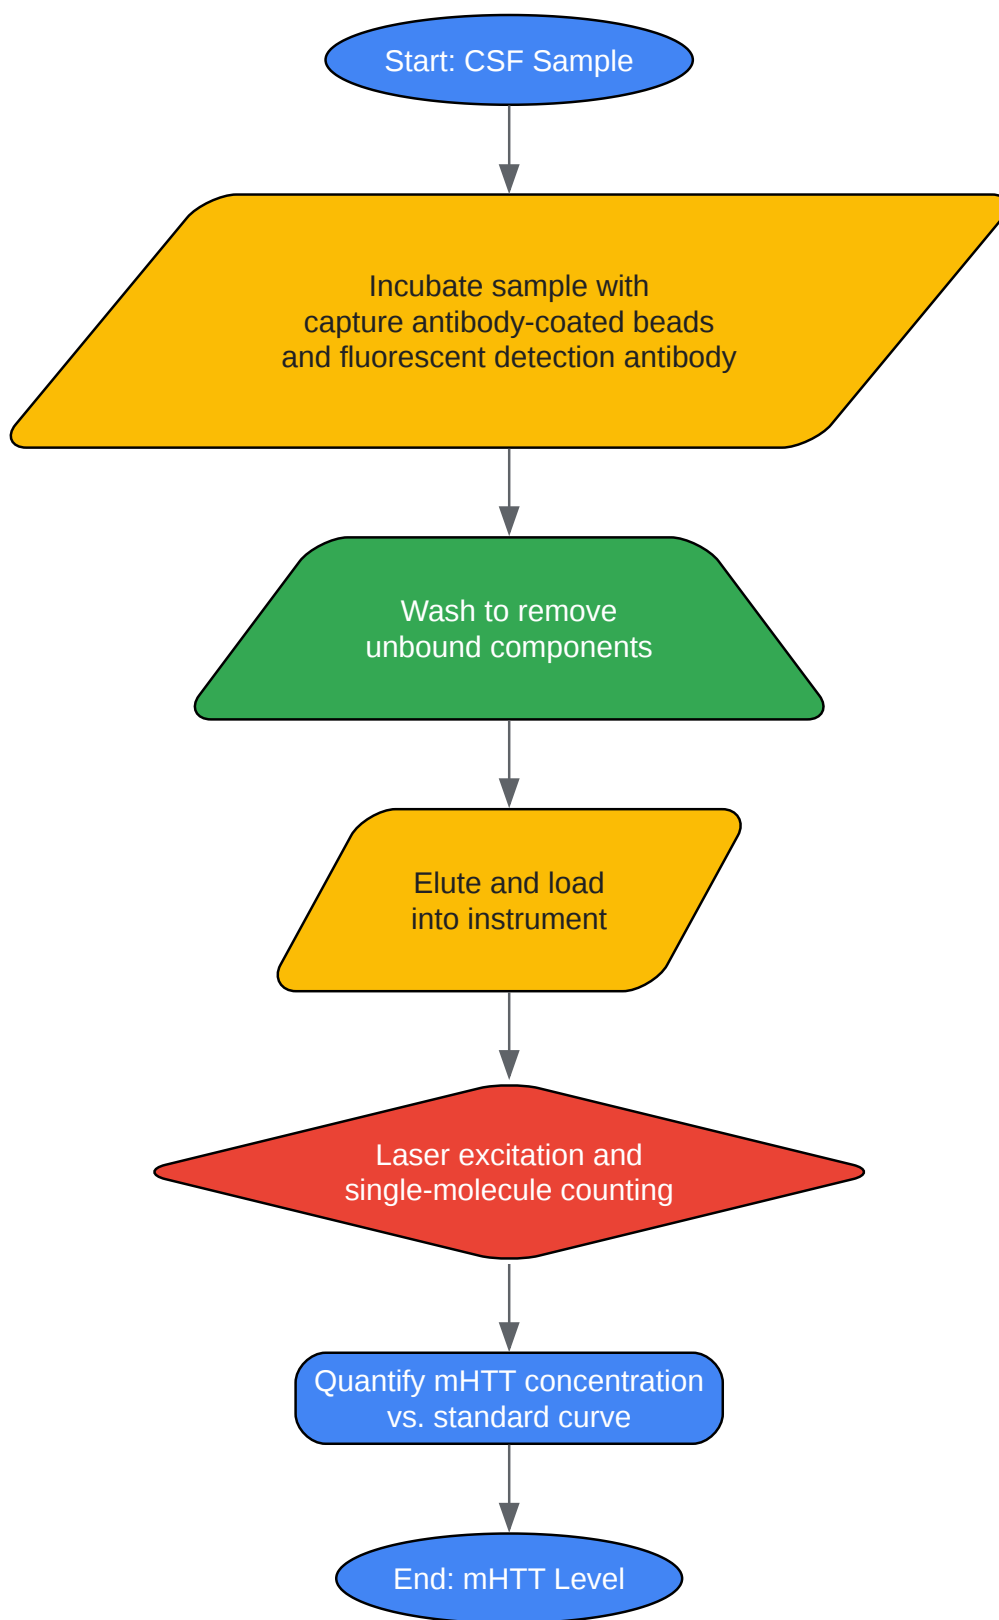 Start: CSF Sample
Incubate sample with
capture antibody-coated beads
and fluorescent detection antibody
Wash to remove
unbound components
Elute and load
into instrument
Laser excitation and
single-molecule counting
Quantify mHTT concentration
vs. standard curve
End: mHTT Level